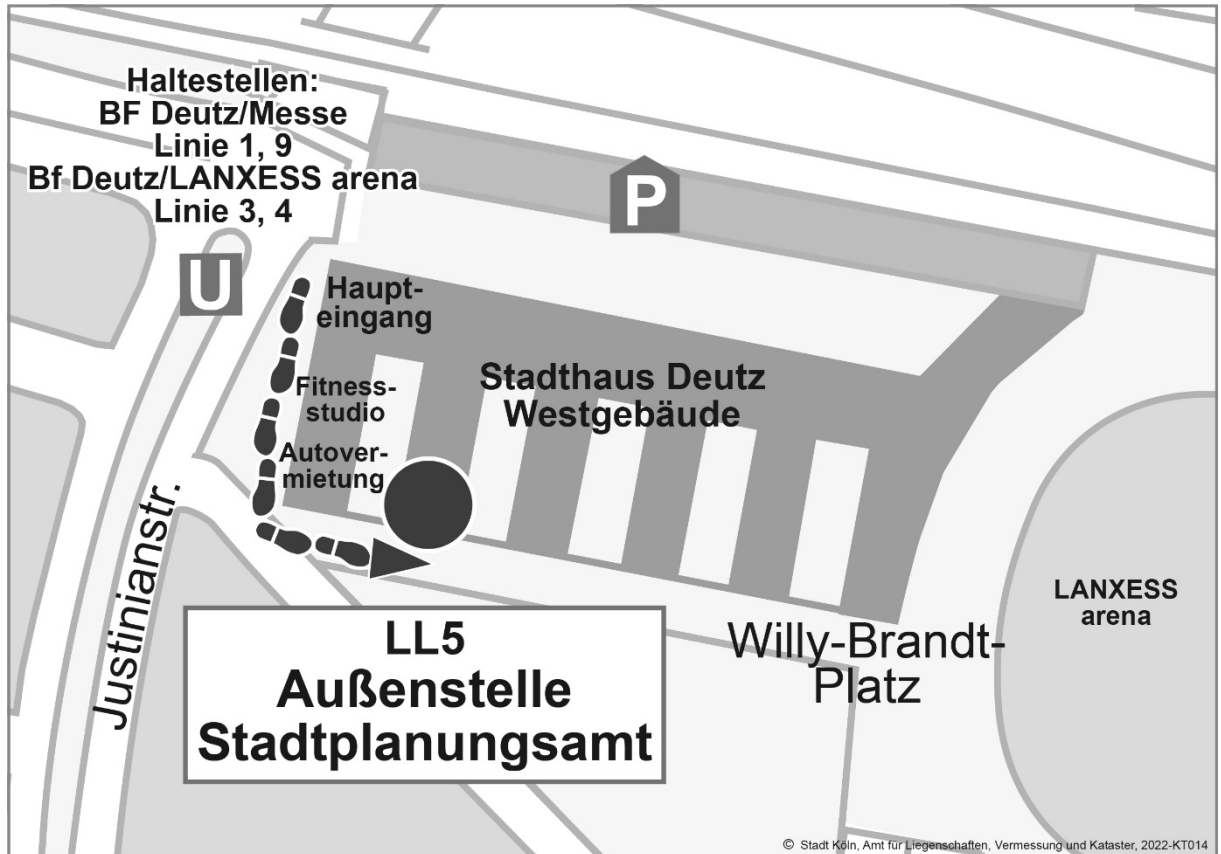 Haltestellen:
BF Deutz/Messe
Linie 1, 9
Bf Deutz/LANXESS arena
Linie 3, 4
P
U
Haupt-
eingang
Fitness-
studio
Autover-
mietung
Stadthaus Deutz
Westgebäude
Justinianstr.
LANXESS
arena
Willy-Brandt-
Platz
LL5
Außenstelle
Stadtplanungsamt
© Stadt Köln, Amt für Liegenschaften, Vermessung und Kataster, 2022-KT014